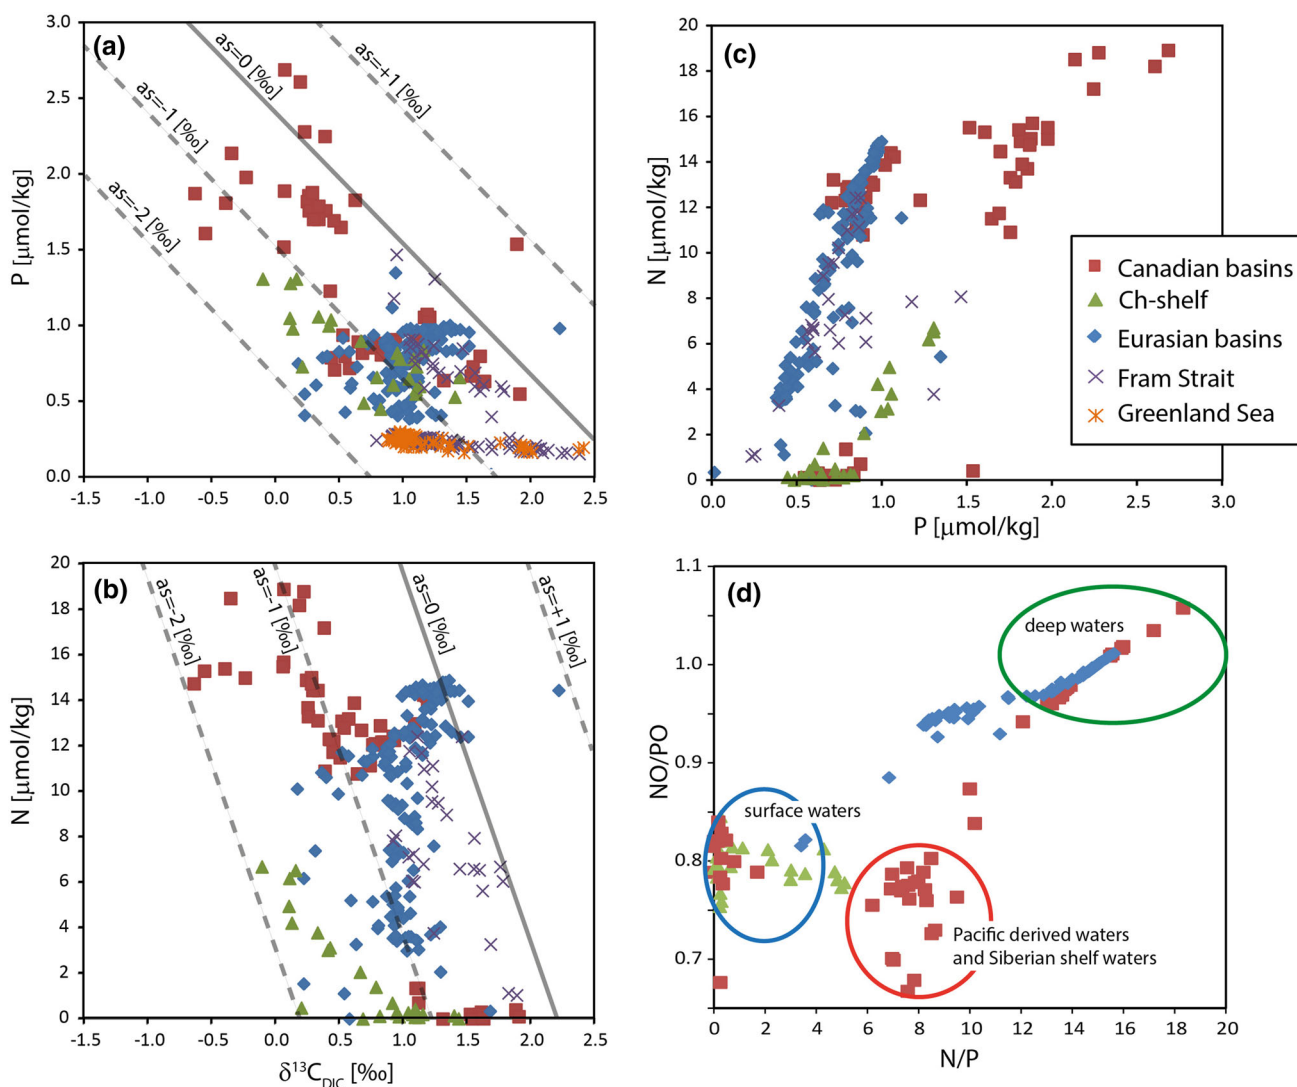 (a)
3.0
2.5
2.0
1.5
1.0
0.5
0.0
P [μmol/kg]
as=0 [‰]
as=+1 [‰]
as=-1 [‰]
as=-2 [‰]
-1.5 -1.0 -0.5 0.0 0.5 1.0 1.5 2.0 2.5
(c)
20
18
16
14
12
10
8
6
4
2
0
N [μmol/kg]
0.0 0.5 1.0 1.5 2.0 2.5 3.0
P [μmol/kg]
Canadian basins
Ch-shelf
Eurasian basins
Fram Strait
Greenland Sea
(b)
20
18
16
14
12
10
8
6
4
2
0
N [μmol/kg]
as=-2 [‰]
as=-1 [‰]
as=0 [‰]
as=+1 [‰]
-1.5 -1.0 -0.5 0.0 0.5 1.0 1.5 2.0 2.5
δ¹³C_DIC [‰]
(d)
1.1
1.0
0.9
0.8
0.7
NO/PO
deep waters
surface waters
Pacific derived waters
and Siberian shelf waters
0 2 4 6 8 10 12 14 16 18 20
N/P